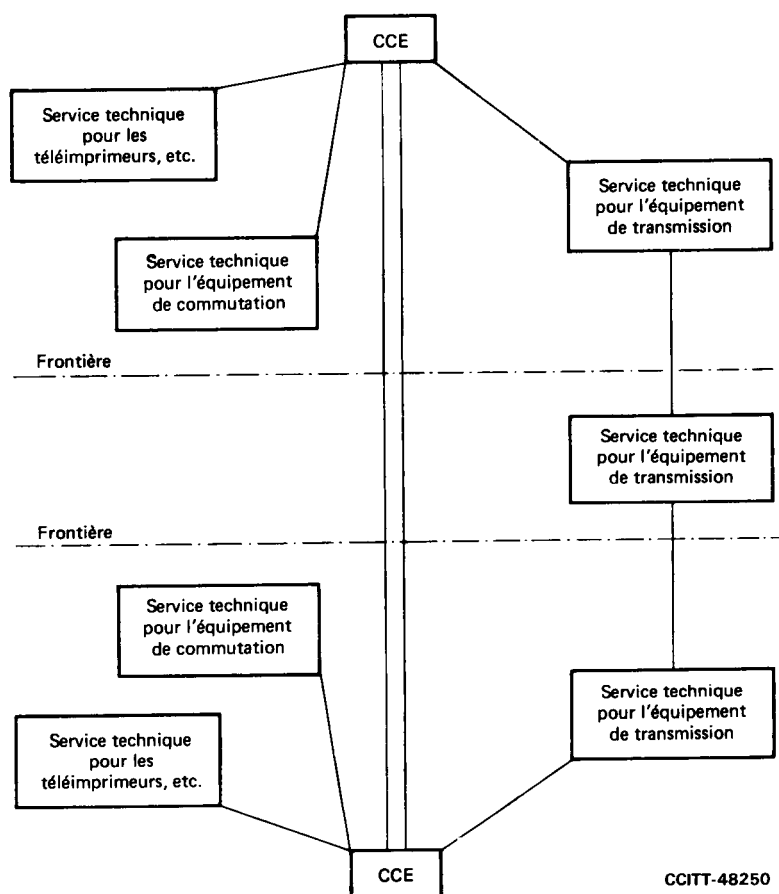 CCE
Service technique
pour les
téléimprimeurs, etc.
Service technique
pour l'équipement
de transmission
Service technique
pour l'équipement
de commutation
Frontière
Service technique
pour l'équipement
de transmission
Frontière
Service technique
pour l'équipement
de commutation
Service technique
pour l'équipement
de transmission
Service technique
pour les
téléimprimeurs, etc.
CCE
CCITT-48250